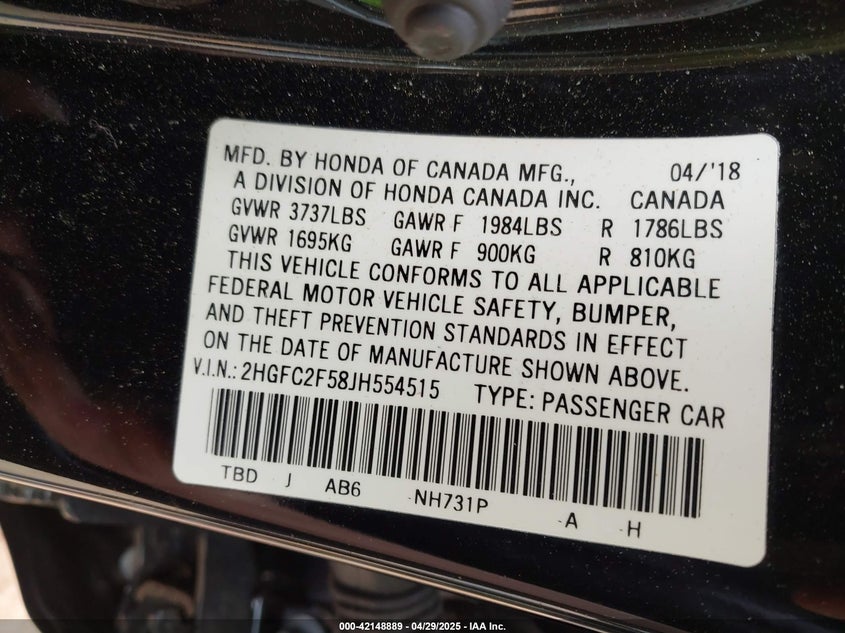 MFD. BY HONDA OF CANADA MFG., 04/'18
A DIVISION OF HONDA CANADA INC. CANADA
GVWR 3737LBS GAWR F 1984LBS R 1786LBS
GVWR 1695KG GAWR F 900KG R 810KG
THIS VEHICLE CONFORMS TO ALL APPLICABLE
FEDERAL MOTOR VEHICLE SAFETY, BUMPER,
AND THEFT PREVENTION STANDARDS IN EFFECT
ON THE DATE OF MANUFACTURE SHOWN ABOVE.
V.I.N.: 2HGFC2F58JH554515 TYPE: PASSENGER CAR
TBD J AB6 NH731P A H
000-42148889 - 04/29/2025 - IAA Inc.